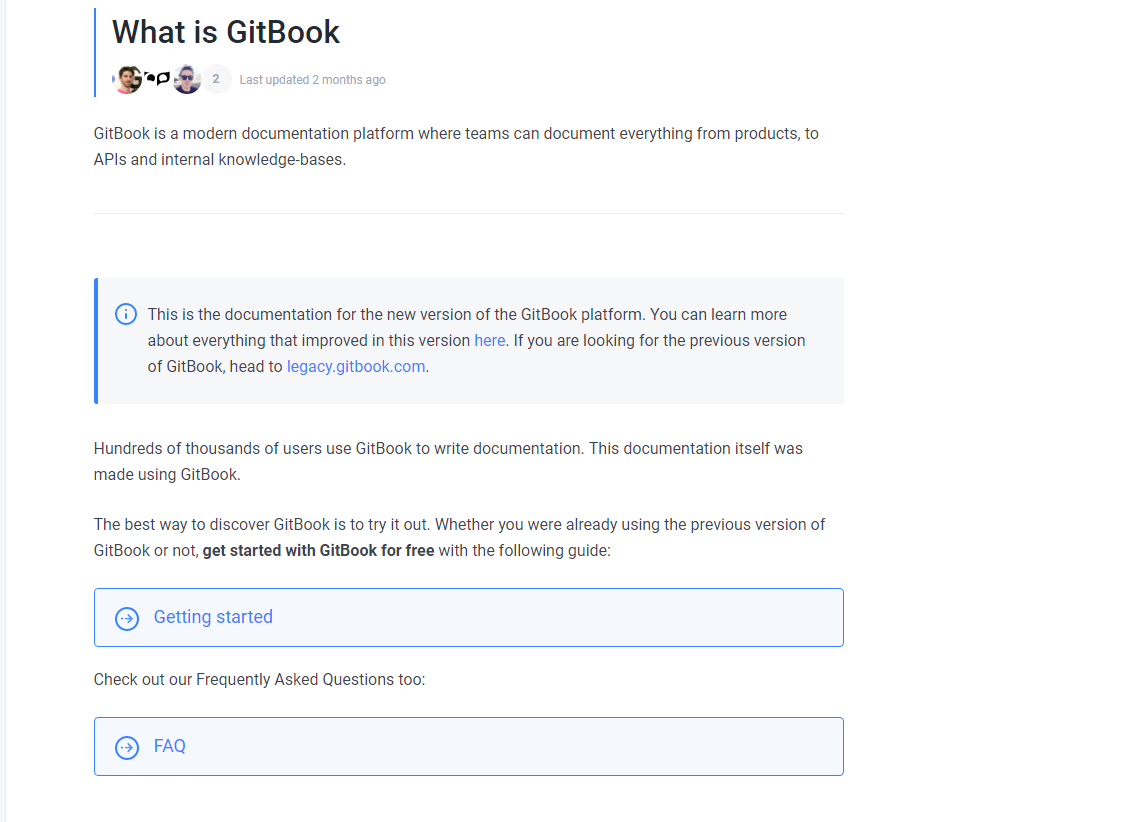 What is GitBook
2 Last updated 2 months ago
GitBook is a modern documentation platform where teams can document everything from products, to
APIs and internal knowledge-bases.
This is the documentation for the new version of the GitBook platform. You can learn more
about everything that improved in this version here. If you are looking for the previous version
of GitBook, head to legacy.gitbook.com.
Hundreds of thousands of users use GitBook to write documentation. This documentation itself was
made using GitBook.
The best way to discover GitBook is to try it out. Whether you were already using the previous version of
GitBook or not, get started with GitBook for free with the following guide:
Getting started
Check out our Frequently Asked Questions too:
FAQ